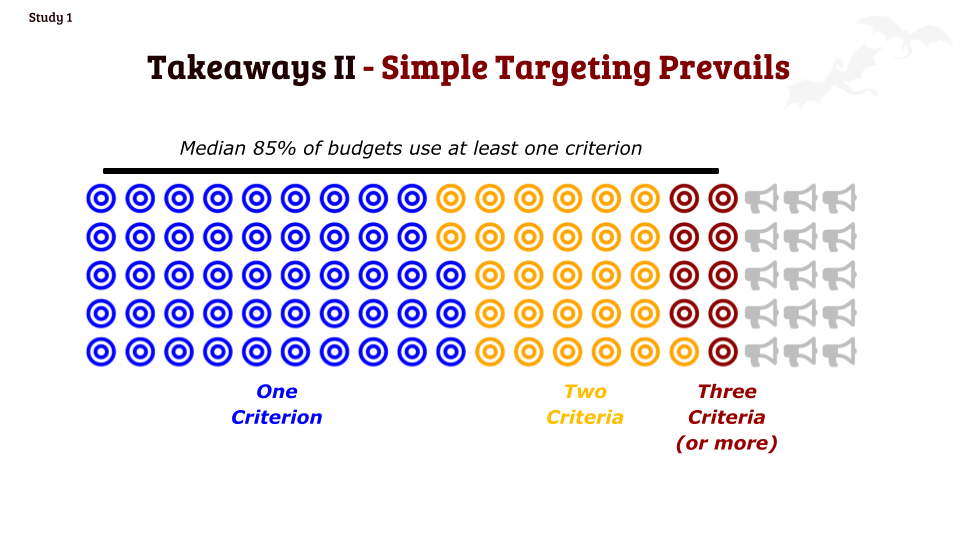 Study 1
Takeaways II - Simple Targeting Prevails
Median 85% of budgets use at least one criterion
One
Criterion
Two
Criteria
Three
Criteria
(or more)